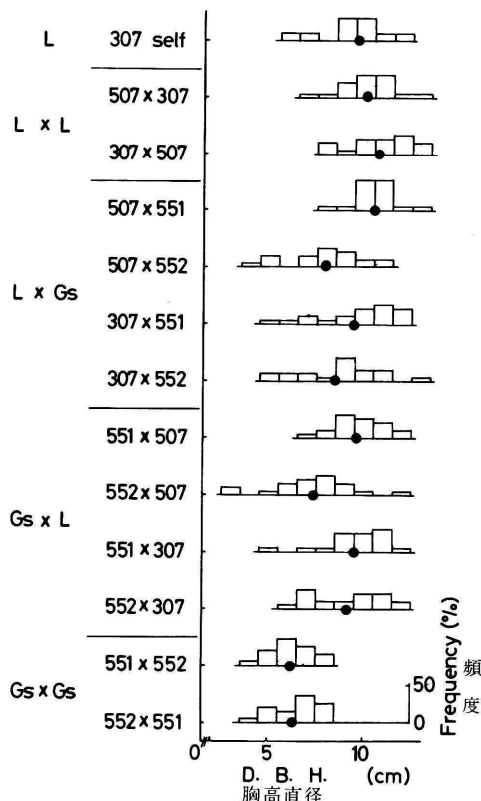 L 307 self
507 x 307
L x L
307 x 507
507 x 551
507 x 552
L x Gs
307 x 551
307 x 552
551 x 507
552 x 507
Gs x L
551 x 307
552 x 307
551 x 552
Gs x Gs
552 x 551
Frequency (%)
頻度
50
0
0 5 10
D. B. H. (cm)
胸高直径